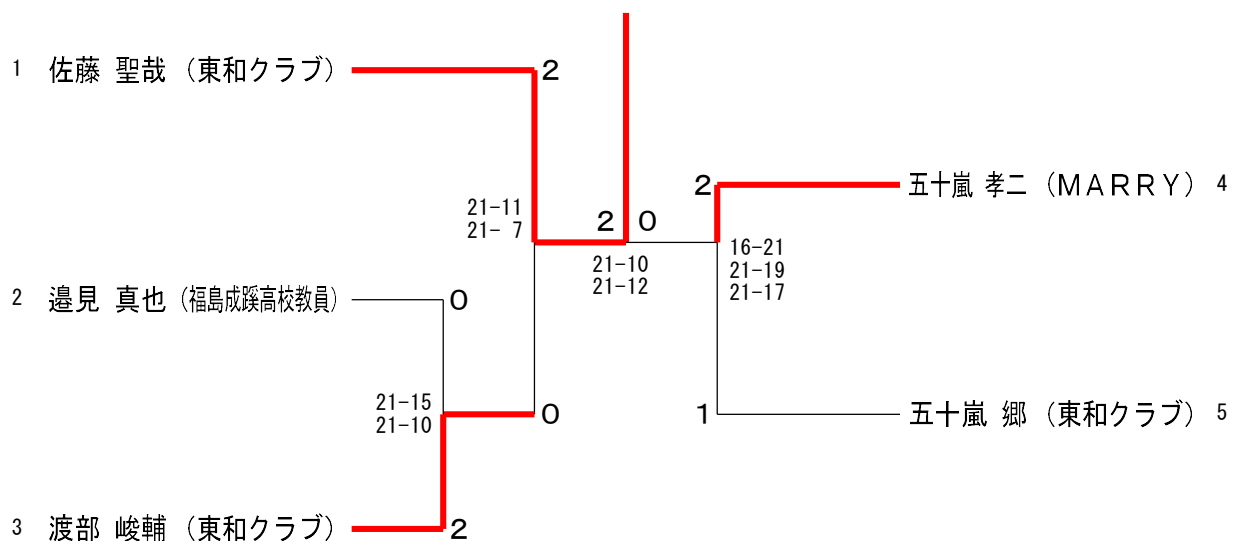 1 佐藤 聖哉 (東和クラブ) 2
2 五十嵐 孝二 (ＭＡＲＲＹ) 4
21-11
21- 7
2 0
16-21
21-19
21-17
21-10
21-12
2 邉見 真也 (福島成蹊高校教員) 0
21-15
21-10
0
1 五十嵐 郷 (東和クラブ) 5
3 渡部 峻輔 (東和クラブ) 2